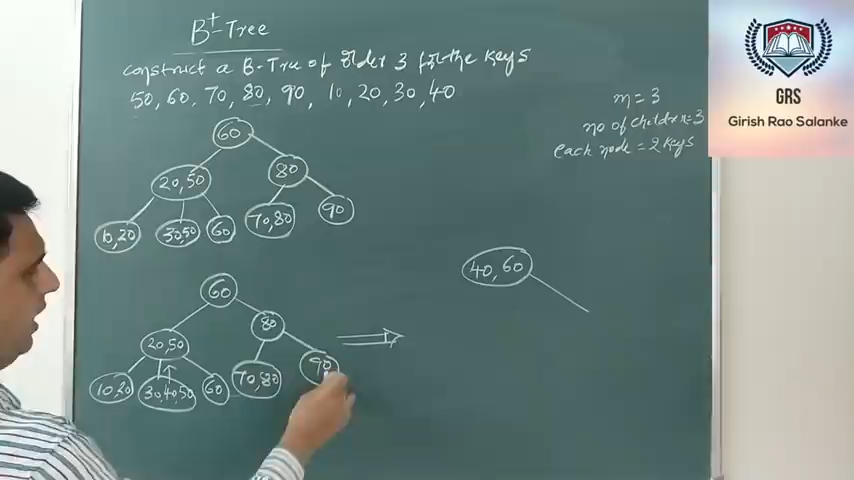 B+-Tree
construct a B-Tree of order 3 for the keys
50, 60, 70, 80, 90, 10, 20, 30, 40
m = 3
no of children = 3
each node = 2 keys
GRS
Girish Rao Salanke
60
20,50
80
10,20
30,50
60
70,80
90
40,60
60
20,50
80
10,20
30,40,50
60
70,80
90